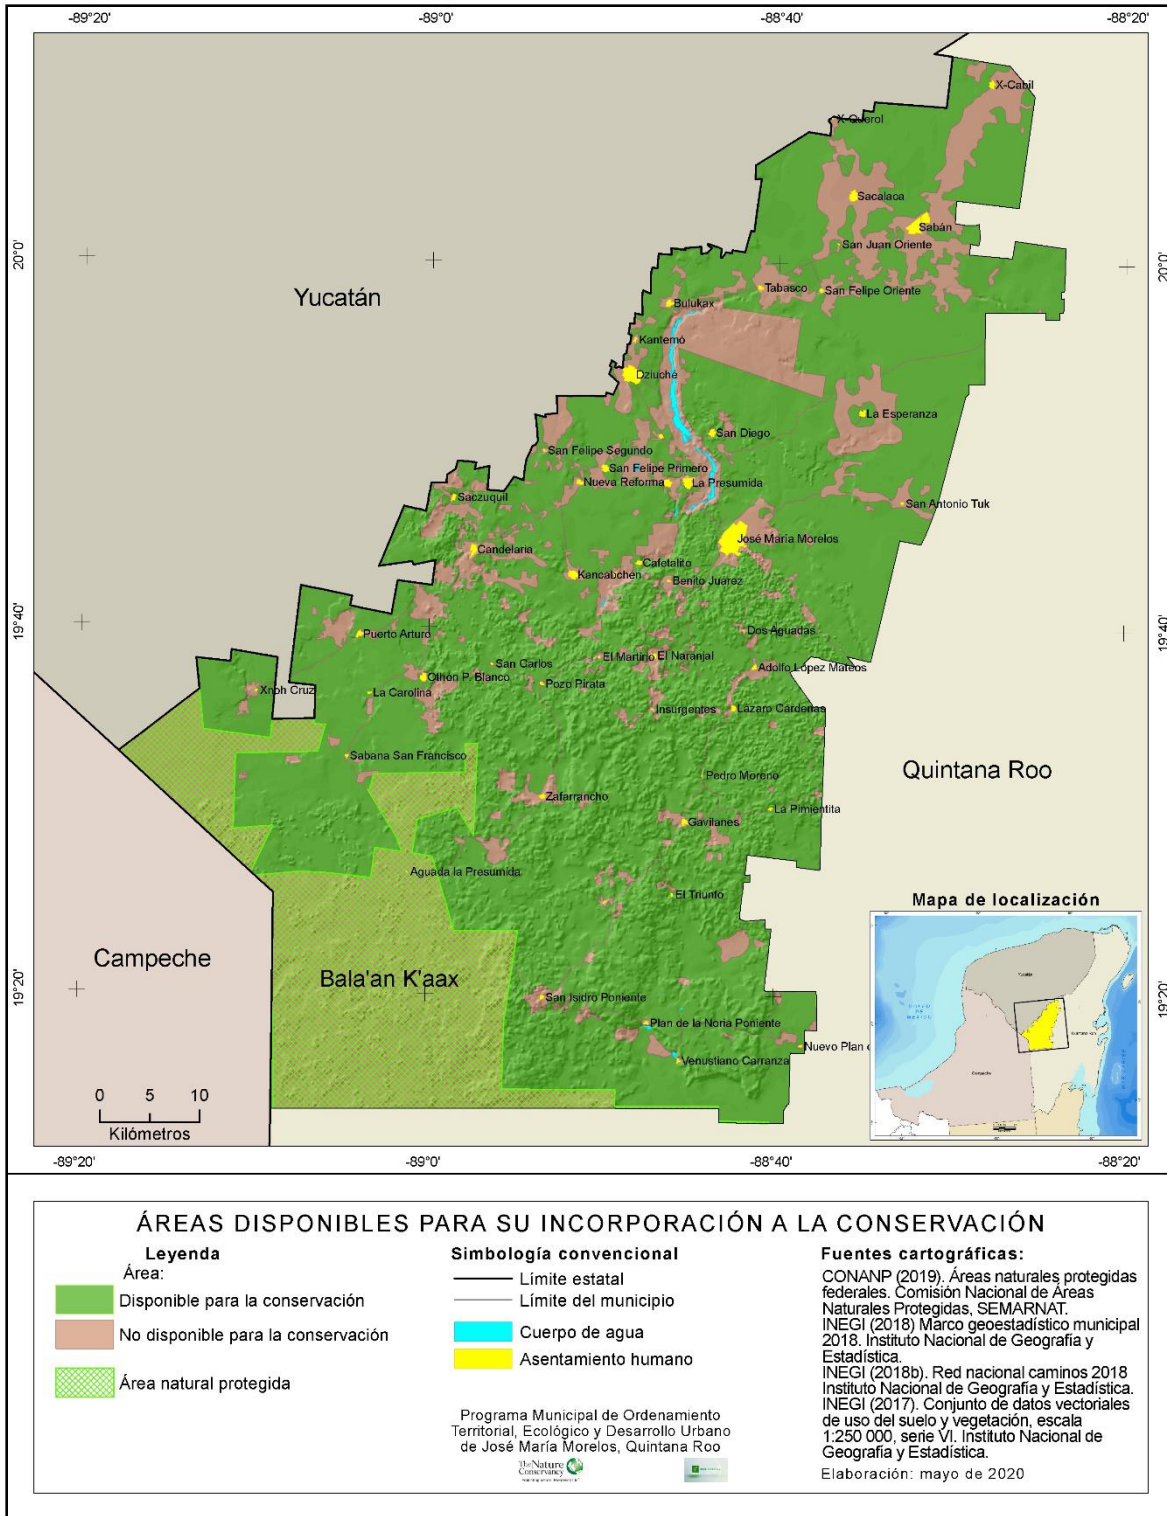 -89°20'
-89°0'
-88°40'
-88°20'
X-Cabil
X-Querol
Sacalaca
Sabán
San Juan Oriente
20°0'
20°0'
Tabasco
San Felipe Oriente
Yucatán
Bulukax
Kantemó
Dziuché
La Esperanza
San Diego
San Felipe Segundo
San Felipe Primero
Nueva Reforma
La Presumida
Saczuquil
San Antonio Tuk
José María Morelos
Candelaria
Cafetalito
Kancabchén
Benito Juárez
19°40'
19°40'
Puerto Arturo
Dos Aguadas
El Martirio
El Naranjal
San Carlos
Adolfo López Mateos
Othón P. Blanco
Pozo Pirata
Xnoh Cruz
La Carolina
Insurgentes
Lázaro Cárdenas
Sabana San Francisco
Quintana Roo
Pedro Moreno
Zafarrancho
La Pimientita
Gavilanes
Aguada la Presumida
El Triunfo
Mapa de localización
Campeche
Bala'an K'aax
19°20'
19°20'
San Isidro Poniente
Plan de la Noria Poniente
Nuevo Plan
Venustiano Carranza
Yucatán
Quintana Roo
Campeche
0 5 10
Kilómetros
-89°20'
-89°0'
-88°40'
-88°20'
ÁREAS DISPONIBLES PARA SU INCORPORACIÓN A LA CONSERVACIÓN
Leyenda
Área:
Disponible para la conservación
No disponible para la conservación
Área natural protegida
Simbología convencional
Límite estatal
Límite del municipio
Cuerpo de agua
Asentamiento humano
Programa Municipal de Ordenamiento
Territorial, Ecológico y Desarrollo Urbano
de José María Morelos, Quintana Roo
The Nature
Conservancy
Fuentes cartográficas:
CONANP (2019). Áreas naturales protegidas
federales. Comisión Nacional de Áreas
Naturales Protegidas, SEMARNAT.
INEGI (2018) Marco geoestadístico municipal
2018. Instituto Nacional de Geografía y
Estadística.
INEGI (2018b). Red nacional caminos 2018
Instituto Nacional de Geografía y Estadística.
INEGI (2017). Conjunto de datos vectoriales
de uso del suelo y vegetación, escala
1:250 000, serie VI. Instituto Nacional de
Geografía y Estadística.
Elaboración: mayo de 2020